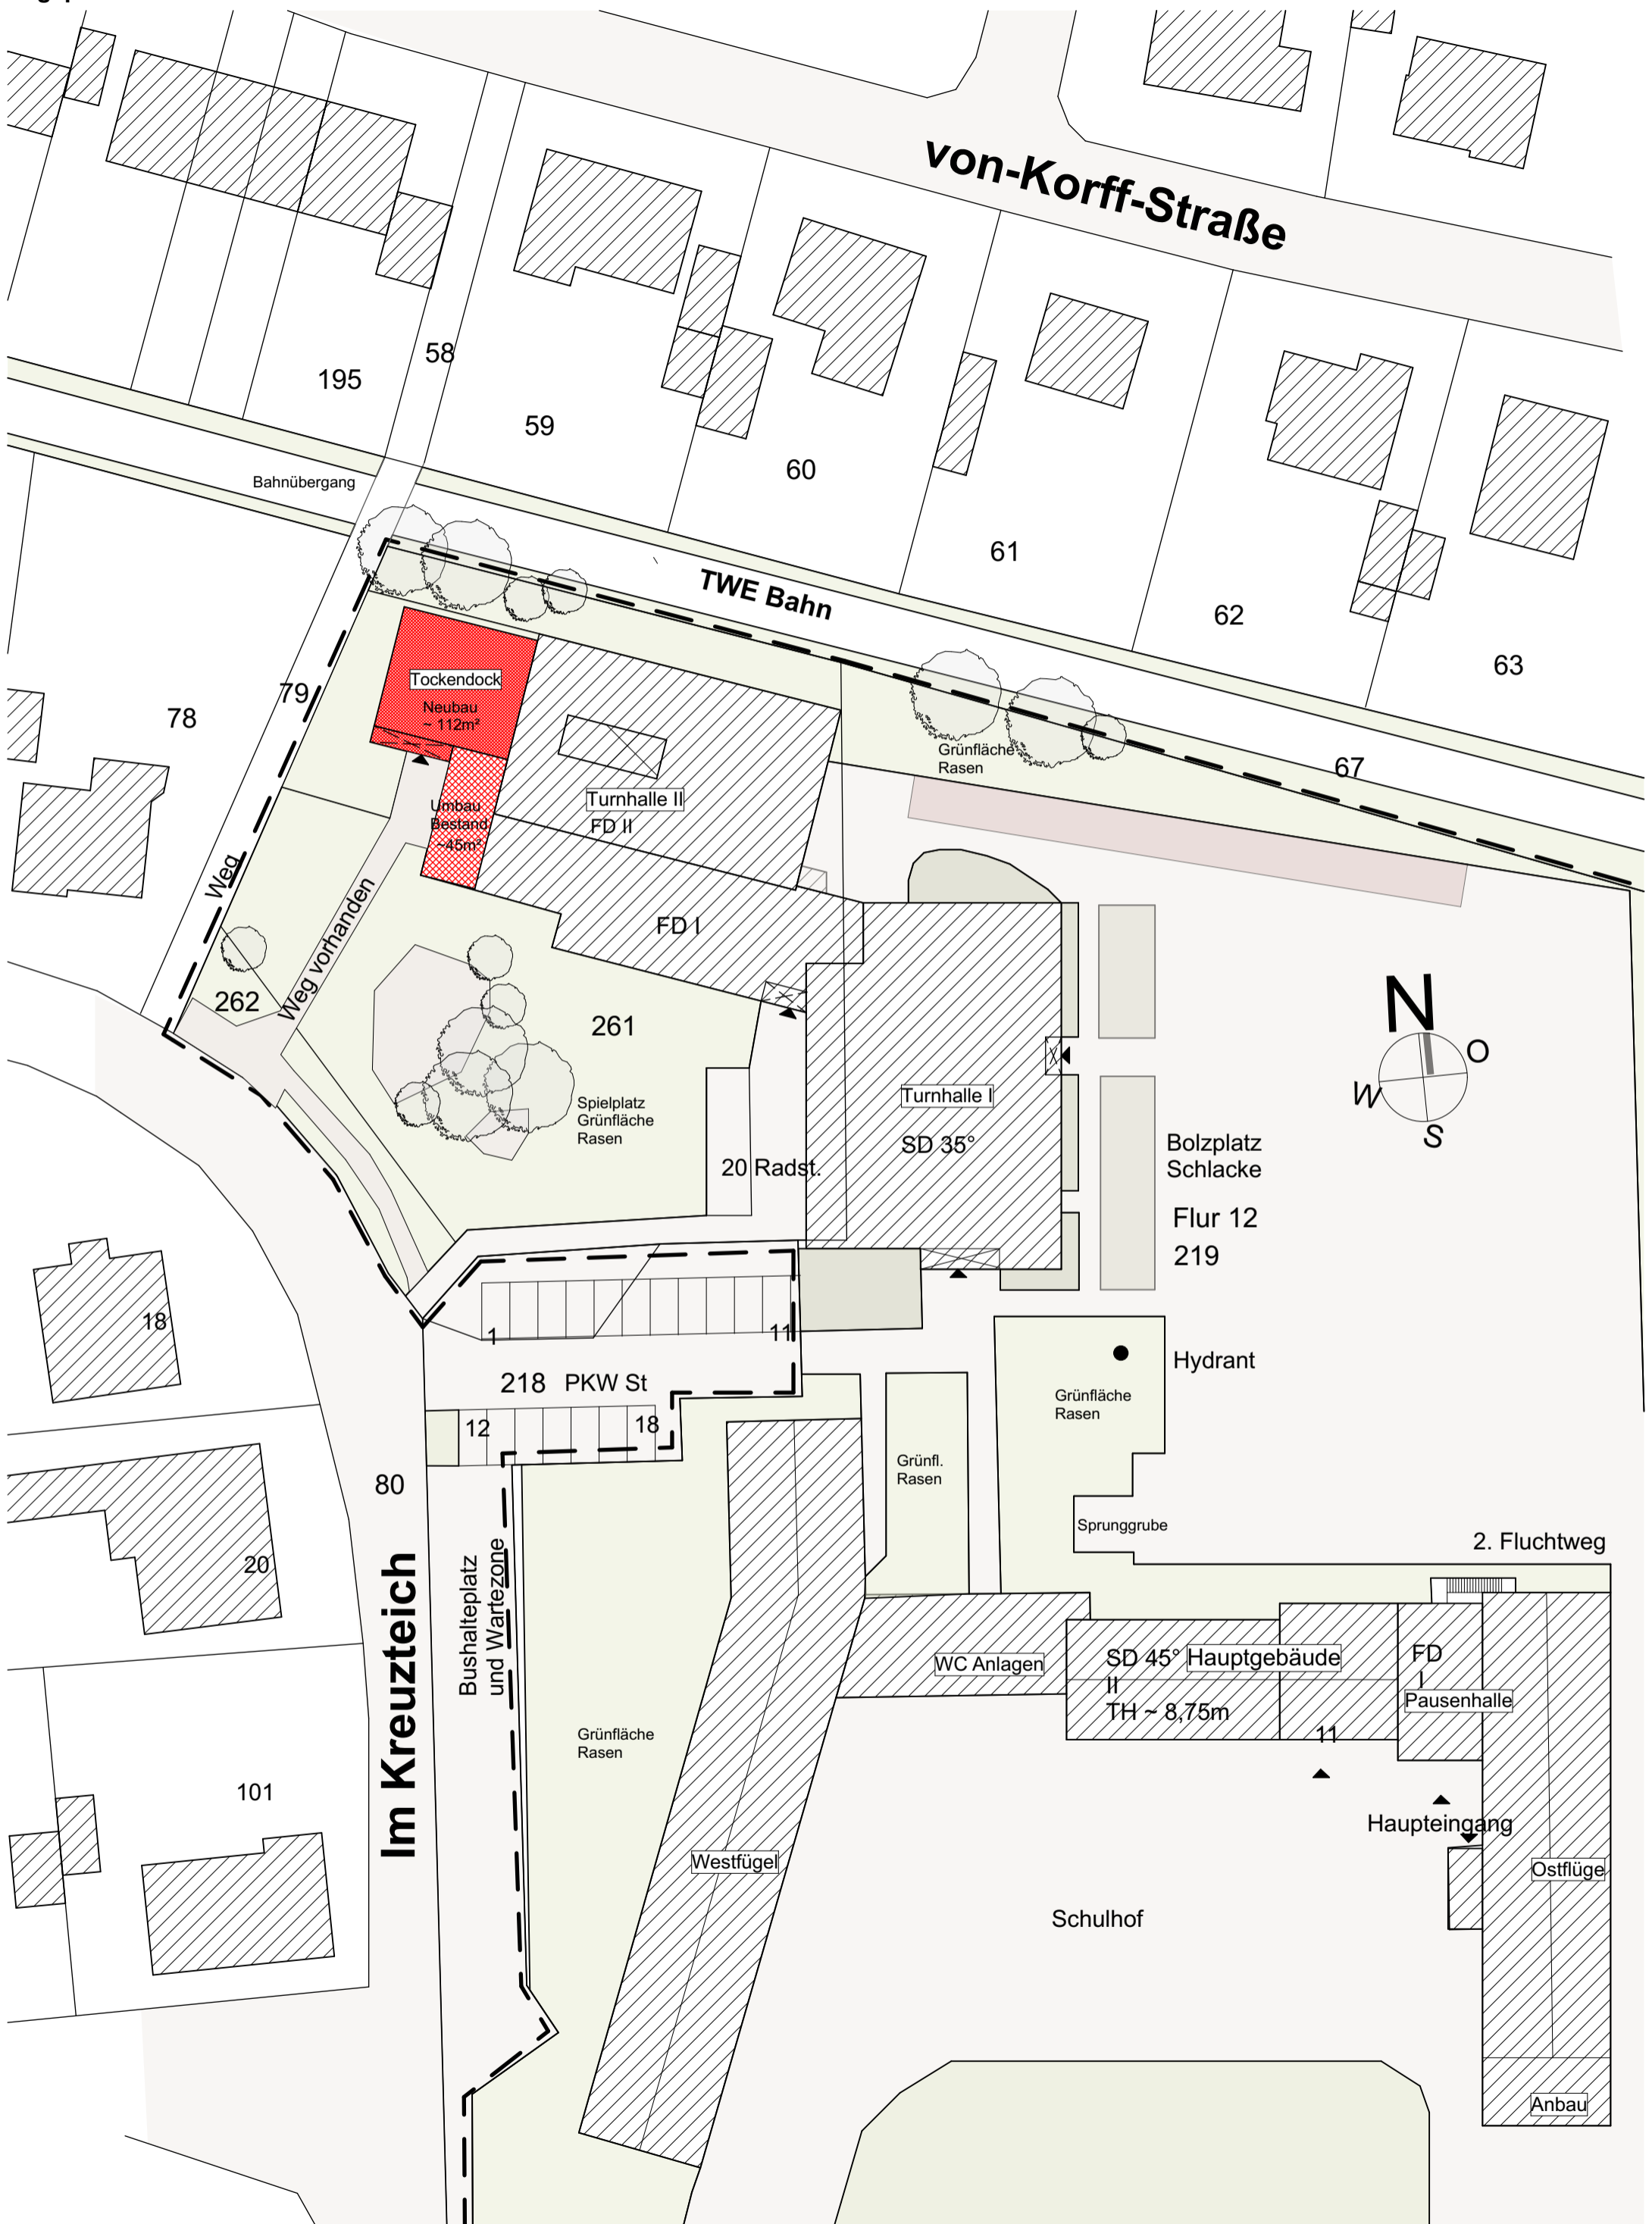 von-Korff-Straße
58
195
59
60
Bahnübergang
61
TWE Bahn
62
63
Tockendock
79
78
Neubau
~ 112m²
Grünfläche
Rasen
67
Turnhalle II
Umbau
Bestand
~45m²
FD II
Weg
Weg vorhanden
FD I
N
O
W
S
262
261
Turnhalle I
Spielplatz
Grünfläche
Rasen
SD 35°
Bolzplatz
Schlacke
20 Radst.
Flur 12
219
18
1
11
Hydrant
218
PKW St
Grünfläche
Rasen
12
18
Grünfl.
Rasen
80
Sprunggrube
2. Fluchtweg
20
Bushalteplatz
und Wartezone
Im Kreuzteich
WC Anlagen
SD 45°
Hauptgebäude
II
TH ~ 8,75m
FD
I
Pausenhalle
11
Grünfläche
Rasen
101
Haupteingang
Westfügel
Ostflüge
Schulhof
Anbau